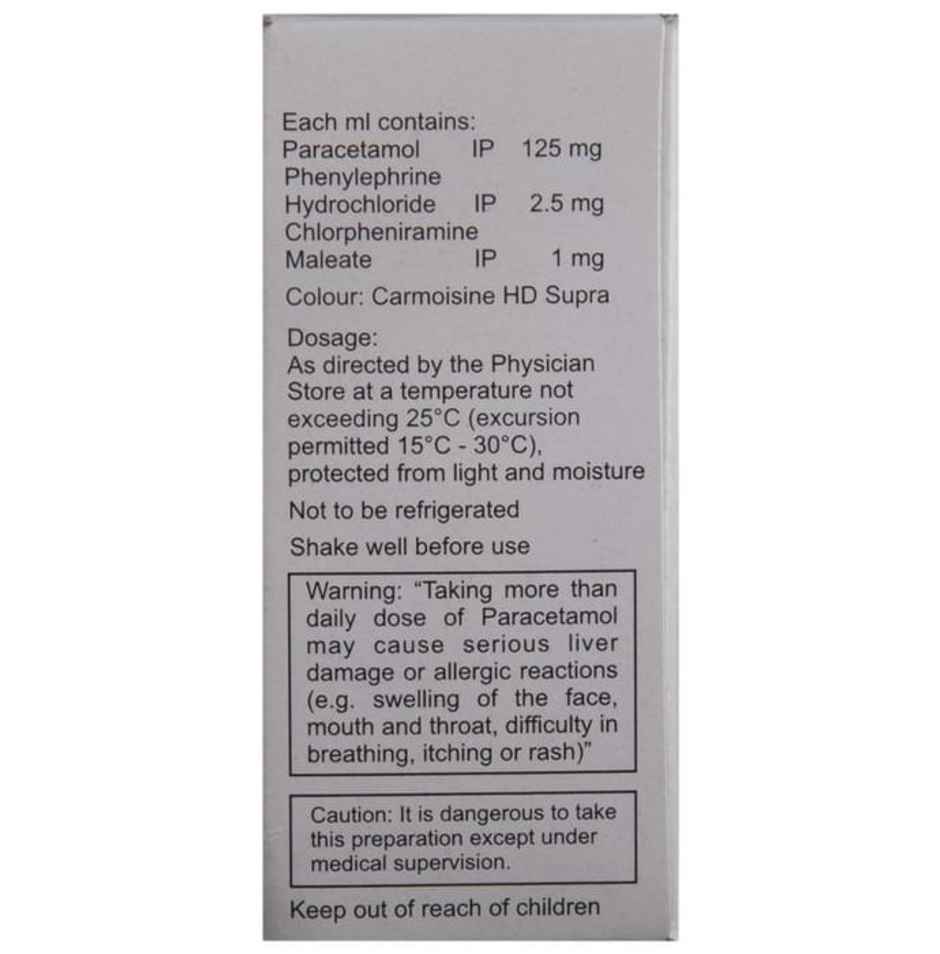 Each ml contains:
Paracetamol IP 125 mg
Phenylephrine
Hydrochloride IP 2.5 mg
Chlorpheniramine
Maleate IP 1 mg
Colour: Carmoisine HD Supra
Dosage:
As directed by the Physician
Store at a temperature not
exceeding 25°C (excursion
permitted 15°C - 30°C),
protected from light and moisture
Not to be refrigerated
Shake well before use
Warning: “Taking more than
daily dose of Paracetamol
may cause serious liver
damage or allergic reactions
(e.g. swelling of the face,
mouth and throat, difficulty in
breathing, itching or rash)”
Caution: It is dangerous to take
this preparation except under
medical supervision.
Keep out of reach of children